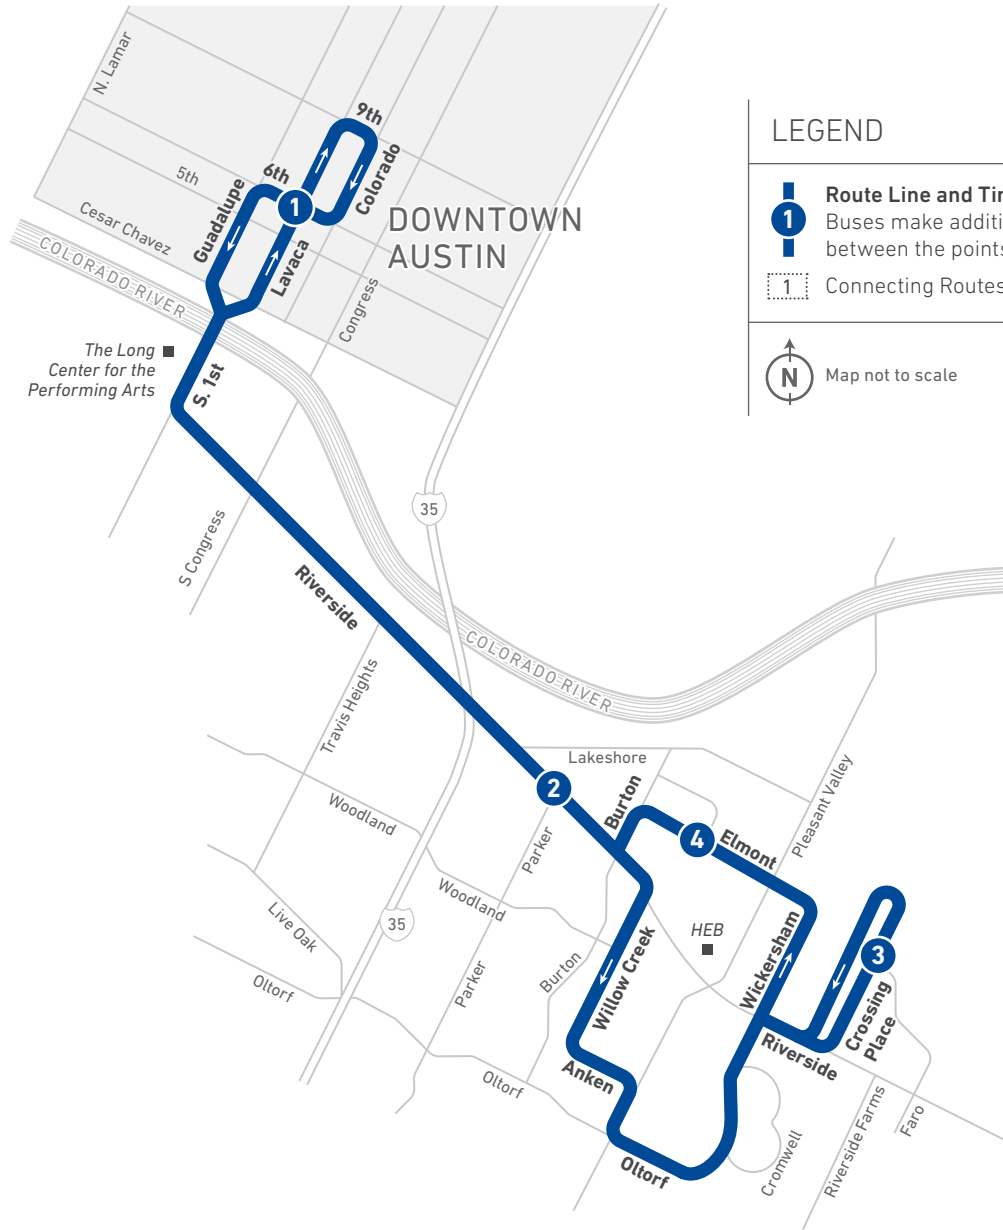 N. Lamar
9th
6th
5th
Colorado
Guadalupe
1
Cesar Chavez
Lavaca
DOWNTOWN
AUSTIN
COLORADO RIVER
Congress
The Long
Center for the
Performing Arts
S. 1st
LEGEND
1
Route Line and
Buses make
between the points
1
Connecting Routes
N
Map not to scale
35
S Congress
Riverside
COLORADO RIVER
Travis Heights
Lakeshore
2
Burton
Pleasant Valley
Woodland
Parker
4
Elmont
Woodland
35
Live Oak
HEB
Wickersham
3
Oltorf
Parker
Burton
Willow Creek
Crossing
Place
Riverside
Anken
Oltorf
Riverside Farms
Faro
Cromwell
Oltorf